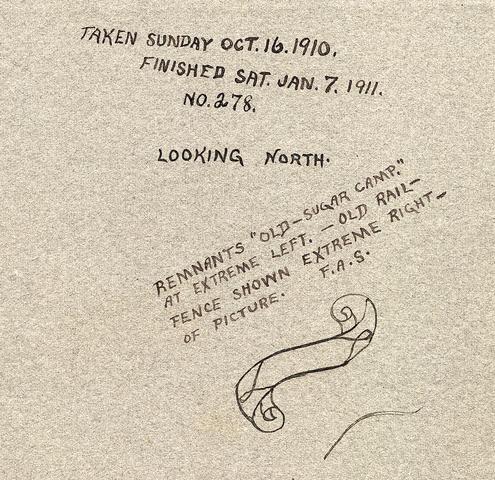 TAKEN SUNDAY OCT. 16. 1910.
FINISHED SAT. JAN. 7. 1911.
NO. 278.
LOOKING NORTH.
REMNANTS "OLD-SUGAR CAMP."
AT EXTREME LEFT. - OLD RAIL-
FENCE SHOWN EXTREME RIGHT-
OF PICTURE. F.A.S.